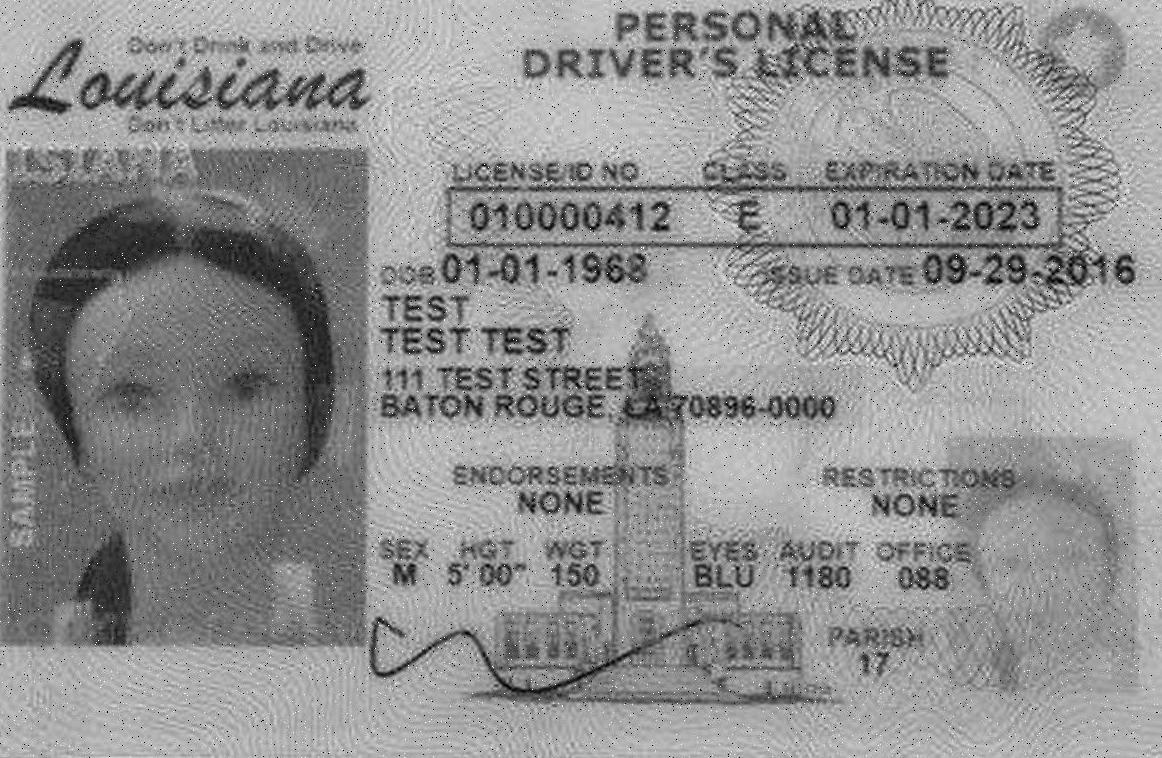 Don't Drink and Drive
Louisiana
Don't Litter Louisiana
PERSONAL
DRIVER'S LICENSE
LICENSE/ID NO CLASS EXPIRATION DATE
010000412 E 01-01-2023
DOB 01-01-1968 ISSUE DATE 09-29-2016
TEST
TEST TEST
111 TEST STREET
BATON ROUGE, LA 70896-0000
ENDORSEMENTS RESTRICTIONS
NONE NONE
SEX HGT WGT EYES AUDIT OFFICE
M 5' 00" 150 BLU 1180 088
PARISH
17
SAMPLE